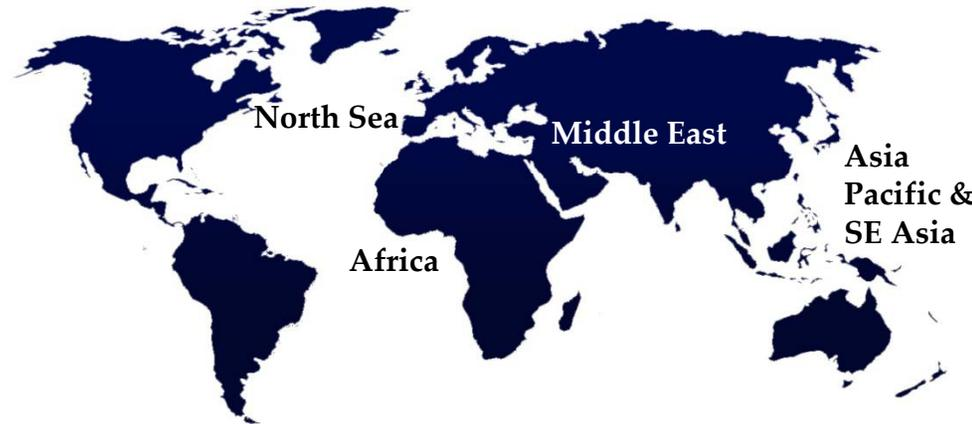 North Sea
Middle East
Asia
Pacific &
SE Asia
Africa